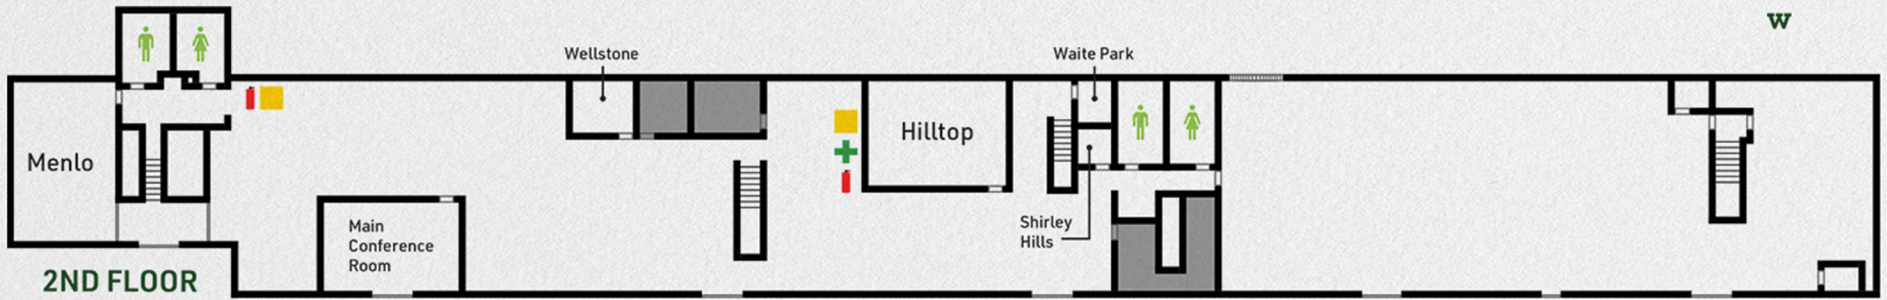 W
Wellstone
Waite Park
Hilltop
Menlo
Main
Conference
Room
Shirley
Hills
2ND FLOOR